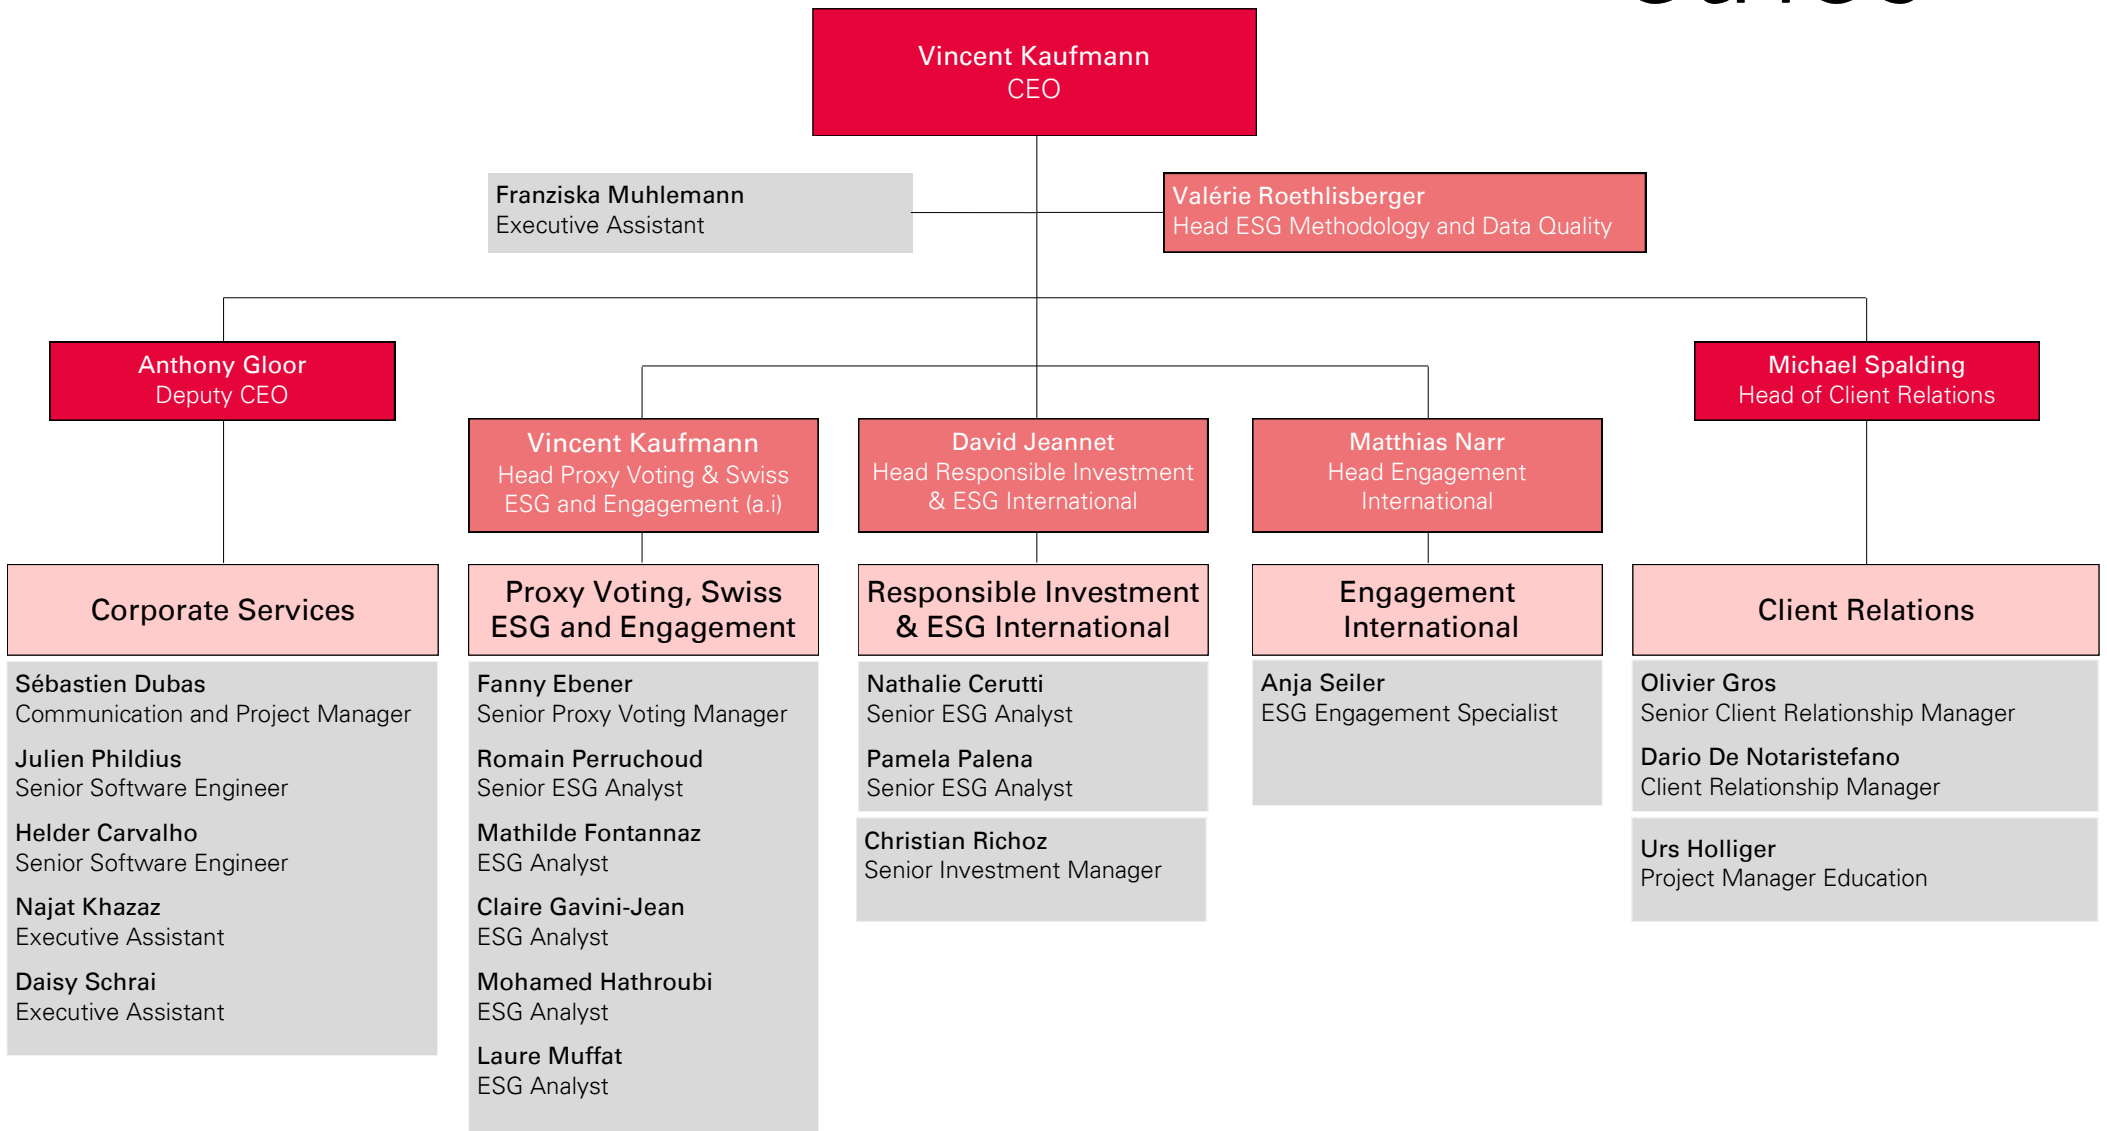 Vincent Kaufmann
CEO
Franziska Muhlemann
Executive Assistant
Valérie Roethlisberger
Head ESG Methodology and Data Quality
Anthony Gloor
Deputy CEO
Michael Spalding
Head of Client Relations
Vincent Kaufmann
Head Proxy Voting & Swiss
ESG and Engagement (a.i)
David Jeannet
Head Responsible Investment
& ESG International
Matthias Narr
Head Engagement
International
Corporate Services
Sébastien Dubas
Communication and Project Manager
Julien Phildius
Senior Software Engineer
Helder Carvalho
Senior Software Engineer
Najat Khazaz
Executive Assistant
Daisy Schrai
Executive Assistant
Proxy Voting, Swiss
ESG and Engagement
Fanny Ebener
Senior Proxy Voting Manager
Romain Perruchoud
Senior ESG Analyst
Mathilde Fontannaz
ESG Analyst
Claire Gavini-Jean
ESG Analyst
Mohamed Hathroubi
ESG Analyst
Laure Muffat
ESG Analyst
Responsible Investment
& ESG International
Nathalie Cerutti
Senior ESG Analyst
Pamela Palena
Senior ESG Analyst
Christian Richoz
Senior Investment Manager
Engagement
International
Anja Seiler
ESG Engagement Specialist
Client Relations
Olivier Gros
Senior Client Relationship Manager
Dario De Notaristefano
Client Relationship Manager
Urs Holliger
Project Manager Education